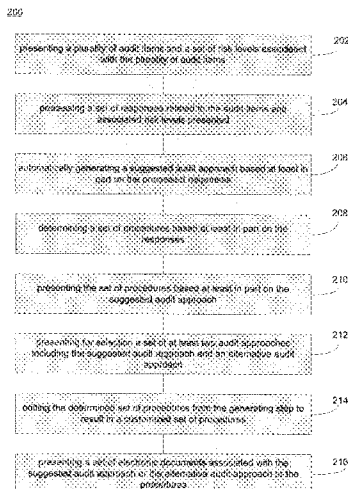 200
presenting a plurality of audit items and a set of risk levels associated
with the plurality of audit items
202
processing a set of responses related to the audit items and
associated risk levels presented
204
automatically generating a suggested audit approach based at least in
part on the processed responses
206
determining a set of procedures based at least in part on the
responses
208
presenting the set of procedures based at least in part on the
suggested audit approach
210
presenting for selection a set of at least two audit approaches
including the suggested audit approach and an alternative audit
approach
212
editing the determined set of procedures from the generating step to
result in a customized set of procedures
214
presenting a set of electronic documents associated with the
suggested audit approach or the alternative audit approach to the
procedures
216